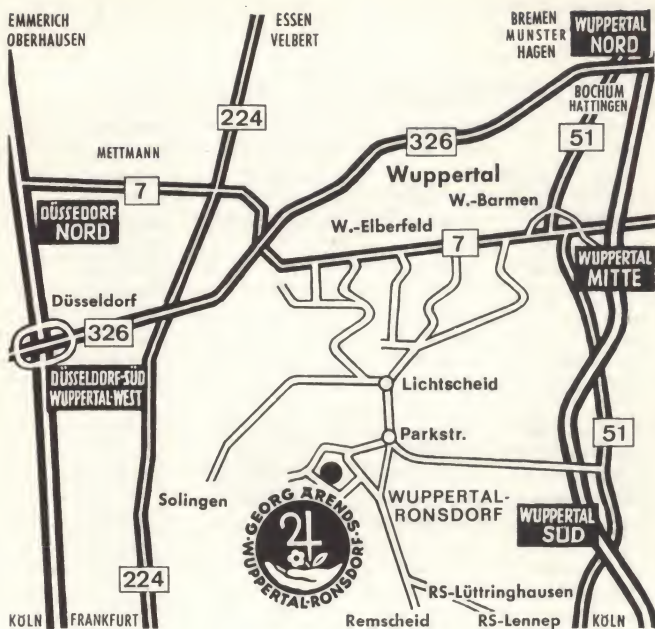 EMMERICH
OBERHAUSEN
ESSEN
VELBERT
BREMEN
MUNSTER
HAGEN
WUPPERTAL
NORD
BOCHUM
HATTINGEN
224
51
326
METTMANN
Wuppertal
7
W.-Barmen
DÜSSEDORF
NORD
W.-Elberfeld
7
WUPPERTAL
MITTE
Düsseldorf
326
DÜSSELDORF-SÜD
WUPPERTAL-WEST
Lichtscheid
Parkstr.
51
Solingen
WUPPERTAL-
RONSDORF
WUPPERTAL
SÜD
GEORG ARENDS·
WUPPERTAL-RONSDORF·
224
RS-Lüttringhausen
KÖLN
FRANKFURT
Remscheid
RS-Lennep
KÖLN